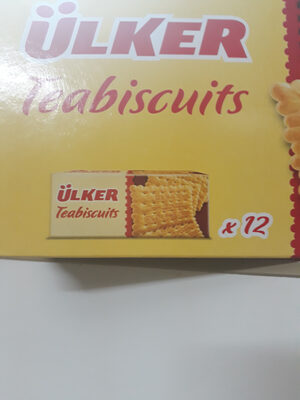 ÜLKER
Teabiscuits
ÜLKER
Teabiscuits
x 12